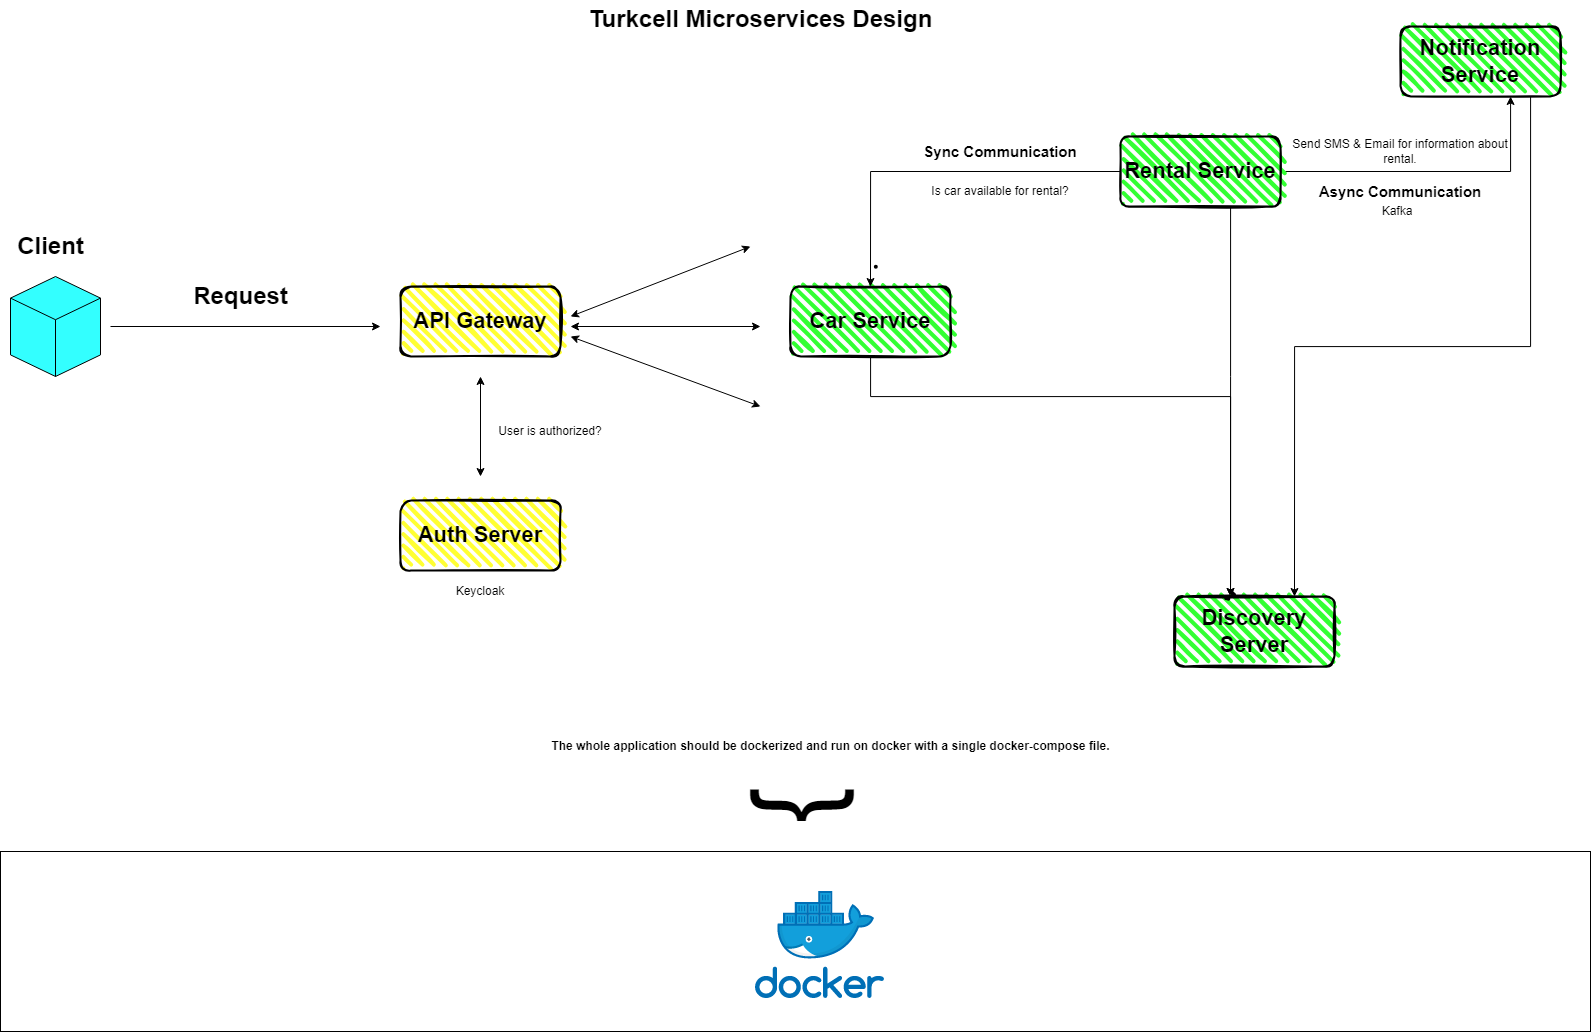 Turkcell Microservices Design
Notification
Service
Sync Communication
Rental Service
Send SMS & Email for information about
rental.
Is car available for rental?
Async Communication
Kafka
Client
Request
API Gateway
Car Service
User is authorized?
Auth Server
Keycloak
Discovery
Server
The whole application should be dockerized and run on docker with a single docker-compose file.
docker